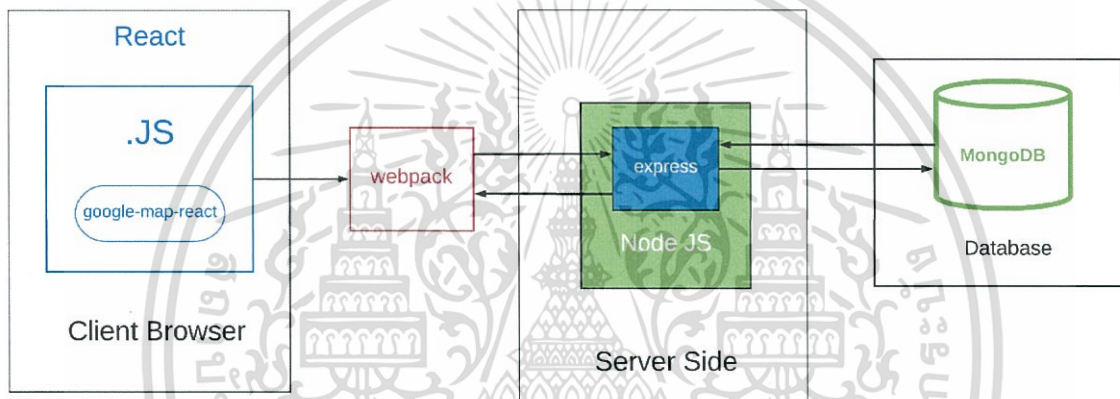 React
.JS
google-map-react
Client Browser
webpack
express
Node JS
Server Side
MongoDB
Database